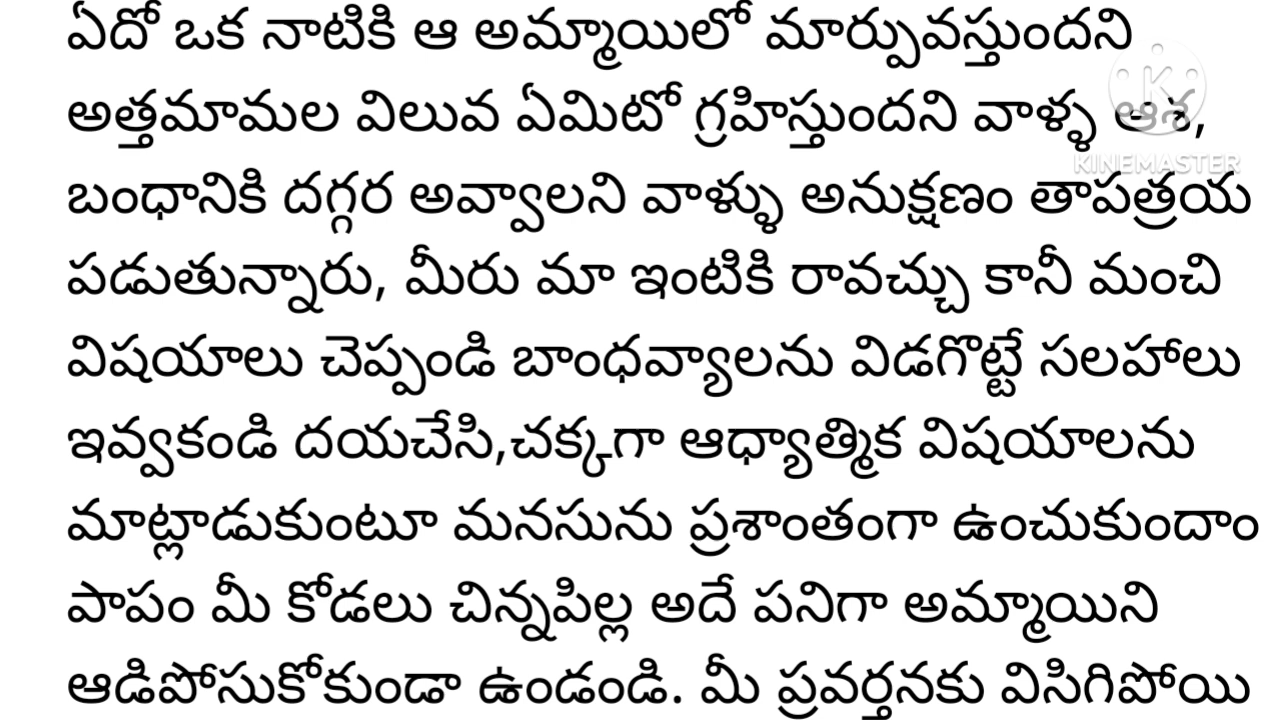 ఏదో ఒక నాటికి ఆ అమ్మాయిలో మార్పువస్తుందని
అత్తమామల విలువ ఏమిటో గ్రహిస్తుందని వాళ్ళ ఆశ,
KINEMASTER
బంధానికి దగ్గర అవ్వాలని వాళ్ళు అనుక్షణం తాపత్రయ
పడుతున్నారు, మీరు మా ఇంటికి రావచ్చు కానీ మంచి
విషయాలు చెప్పండి బాంధవ్యాలను విడగొట్టే సలహాలు
ఇవ్వకండి దయచేసి,చక్కగా ఆధ్యాత్మిక విషయాలను
మాట్లాడుకుంటూ మనసును ప్రశాంతంగా ఉంచుకుందాం
పాపం మీ కోడలు చిన్నపిల్ల అదే పనిగా అమ్మాయిని
ఆడిపోసుకోకుండా ఉండండి. మీ ప్రవర్తనకు విసిగిపోయి